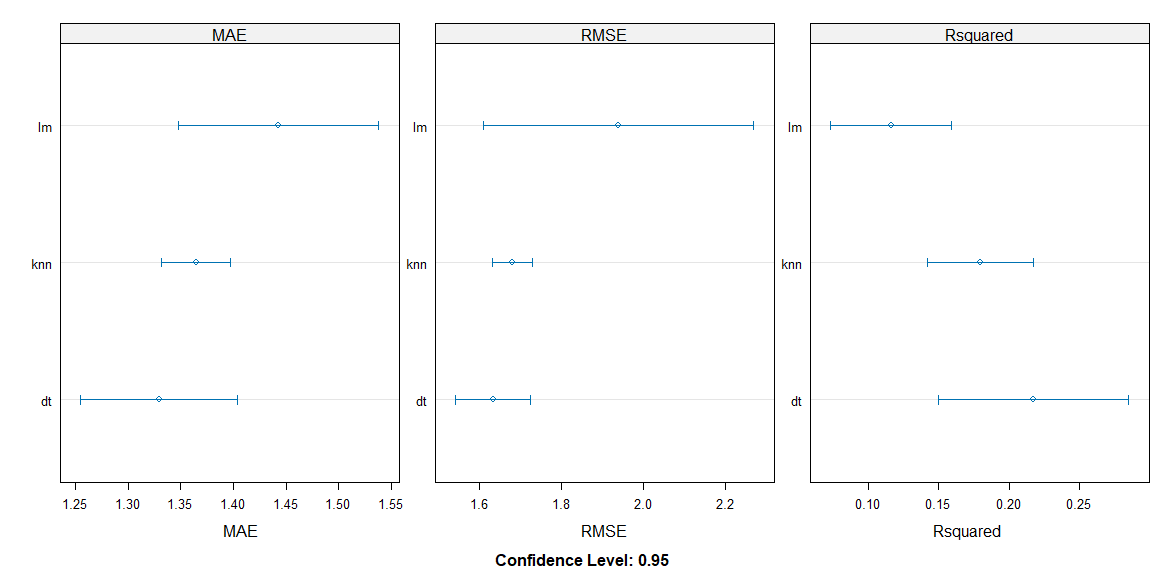 MAE
RMSE
Rsquared
lm
lm
lm
knn
knn
knn
dt
dt
dt
1.25 1.30 1.35 1.40 1.45 1.50 1.55
1.6 1.8 2.0 2.2
0.10 0.15 0.20 0.25
MAE
RMSE
Rsquared
Confidence Level: 0.95